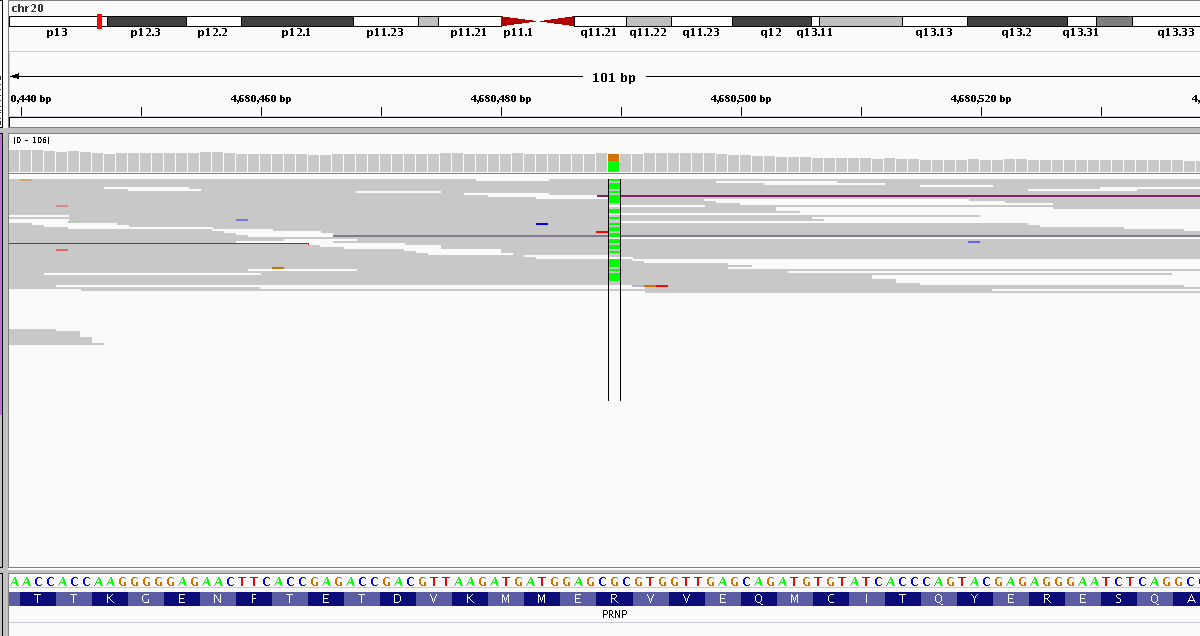 chr20
p13 p12.3 p12.2 p12.1 p11.23 p11.21 p11.1 q11.21 q11.22 q11.23 q12 q13.11 q13.13 q13.2 q13.31 q13.33
101 bp
0,440 bp 4,680,460 bp 4,680,480 bp 4,680,500 bp 4,680,520 bp 4,
[0 - 106]
AACCACCAAGGGGGAGAACTTCACCGAGACCGACGTTAAGATGATGGAGCGCGTGGTTGAGCAGATGTGTATCACCCAGTACGAGAGGGAATCTCAGGC
T T K G E N F T E T D V K M M E R V V E Q M C I T Q Y E R E S Q A
PRNP